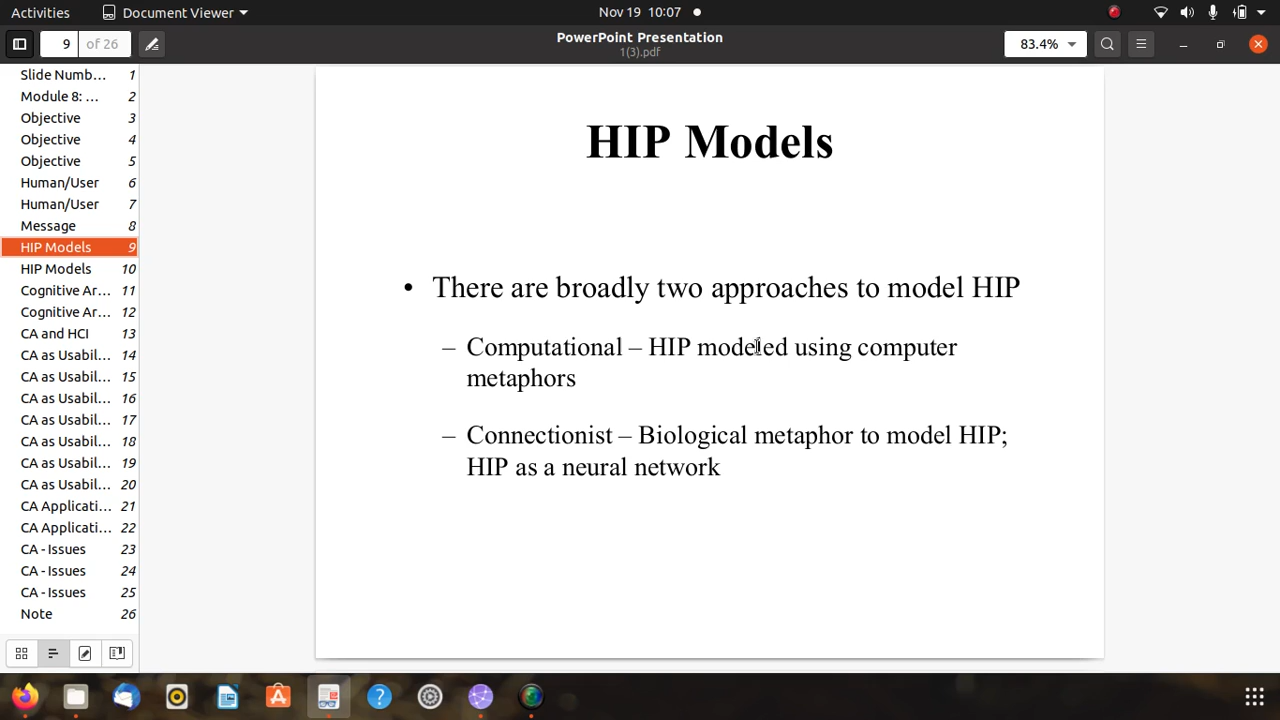 Activities
Document Viewer
Nov 19 10:07
9
of 26
PowerPoint Presentation
1(3).pdf
83.4%
Slide Numb... 1
Module 8: ... 2
Objective 3
Objective 4
Objective 5
Human/User 6
Human/User 7
Message 8
HIP Models 9
HIP Models 10
Cognitive Ar... 11
Cognitive Ar... 12
CA and HCI 13
CA as Usabil... 14
CA as Usabil... 15
CA as Usabil... 16
CA as Usabil... 17
CA as Usabil... 18
CA as Usabil... 19
CA as Usabil... 20
CA Applicati... 21
CA Applicati... 22
CA - Issues 23
CA - Issues 24
CA - Issues 25
Note 26
HIP Models
• There are broadly two approaches to model HIP
– Computational – HIP modeled using computer
metaphors
– Connectionist – Biological metaphor to model HIP;
HIP as a neural network